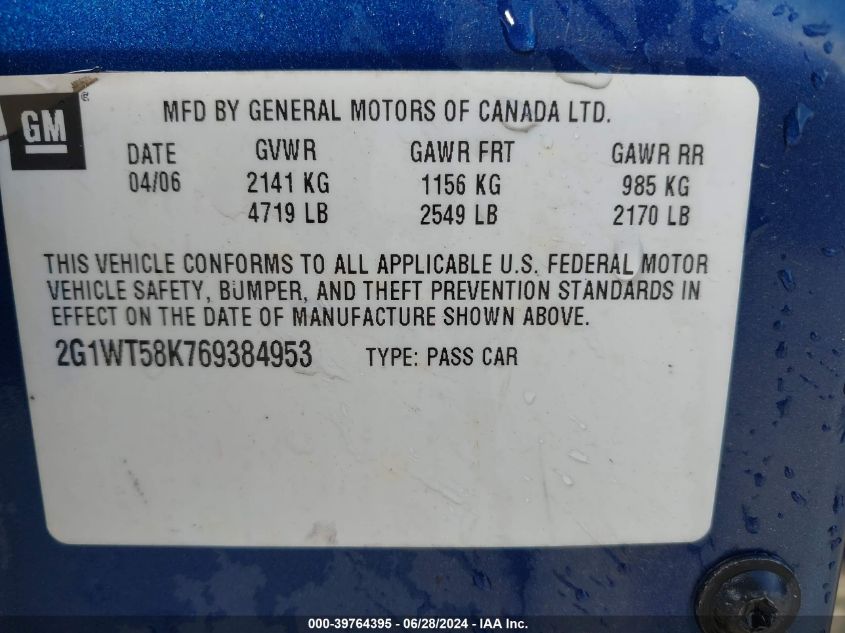 GM ®
MFD BY GENERAL MOTORS OF CANADA LTD.
DATE GVWR GAWR FRT GAWR RR
04/06 2141 KG 1156 KG 985 KG
4719 LB 2549 LB 2170 LB
THIS VEHICLE CONFORMS TO ALL APPLICABLE U.S. FEDERAL MOTOR
VEHICLE SAFETY, BUMPER, AND THEFT PREVENTION STANDARDS IN
EFFECT ON THE DATE OF MANUFACTURE SHOWN ABOVE.
2G1WT58K769384953 TYPE: PASS CAR
000-39764395 - 06/28/2024 - IAA Inc.